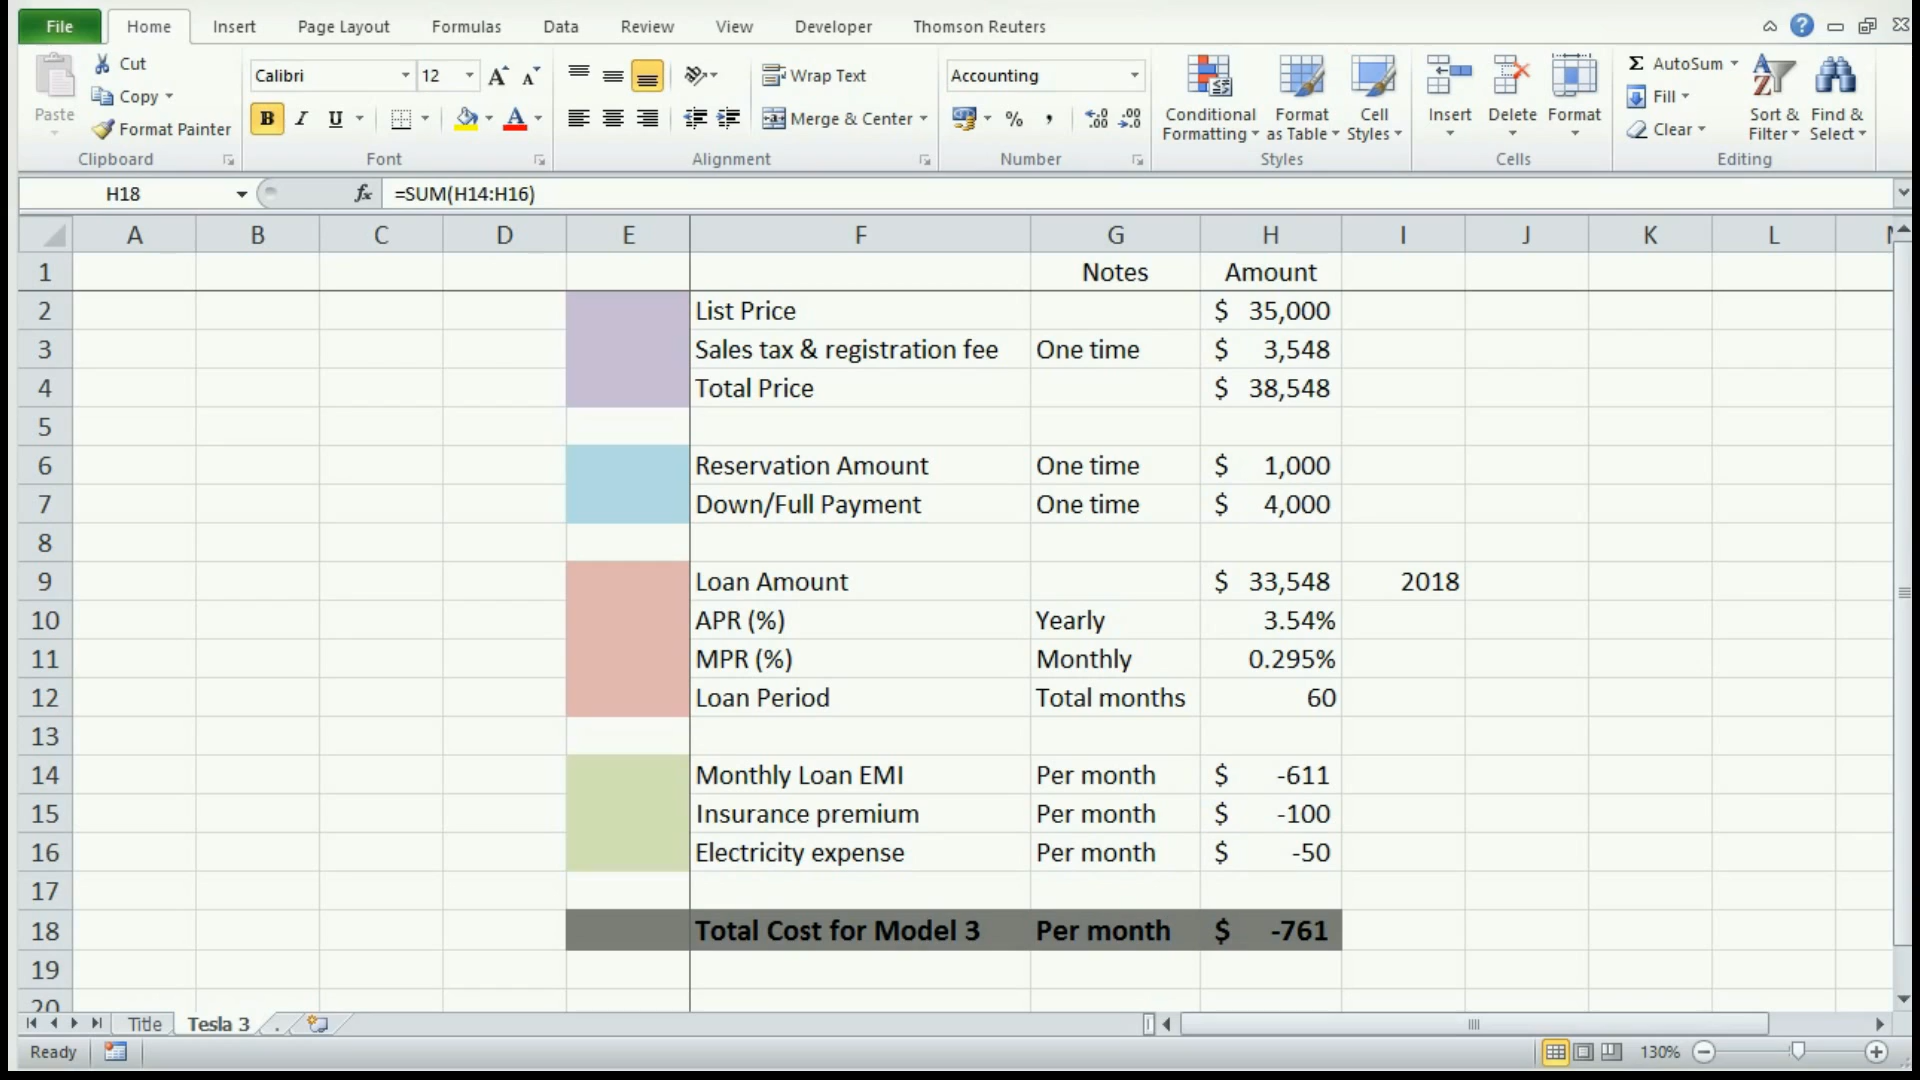 File Home Insert Page Layout Formulas Data Review View Developer Thomson Reuters
Paste Cut Copy Format Painter
Clipboard
Calibri 12 A A
B I U A
Font
Wrap Text
Merge & Center
Alignment
Accounting
% ,
Number
Conditional Formatting Format as Table Cell Styles
Styles
Insert Delete Format
Cells
Σ AutoSum Fill Clear Sort & Filter Find & Select
Editing
H18 fx =SUM(H14:H16)
A B C D E F G H I J K L
1 Notes Amount
2 List Price $ 35,000
3 Sales tax & registration fee One time $ 3,548
4 Total Price $ 38,548
5
6 Reservation Amount One time $ 1,000
7 Down/Full Payment One time $ 4,000
8
9 Loan Amount $ 33,548 2018
10 APR (%) Yearly 3.54%
11 MPR (%) Monthly 0.295%
12 Loan Period Total months 60
13
14 Monthly Loan EMI Per month $ -611
15 Insurance premium Per month $ -100
16 Electricity expense Per month $ -50
17
18 Total Cost for Model 3 Per month $ -761
19
20
Title Tesla 3 .
Ready 130%